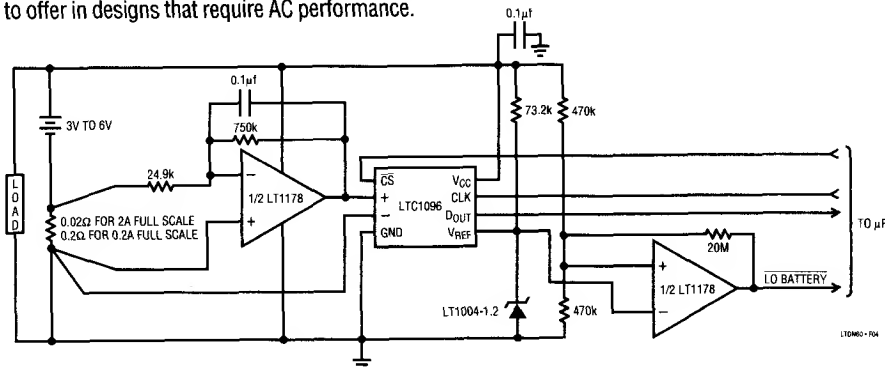 to offer in designs that require AC performance.
0.1µf
0.1µf
3V TO 6V
750k
73.2k
470k
24.9k
LOAD
0.02Ω FOR 2A FULL SCALE
0.2Ω FOR 0.2A FULL SCALE
−
+
1/2 LT1178
CS
+
−
GND
LTC1096
VCC
CLK
DOUT
VREF
TO µP
20M
+
−
1/2 LT1178
LO BATTERY
LT1004-1.2
470k
LTDN60 • F04